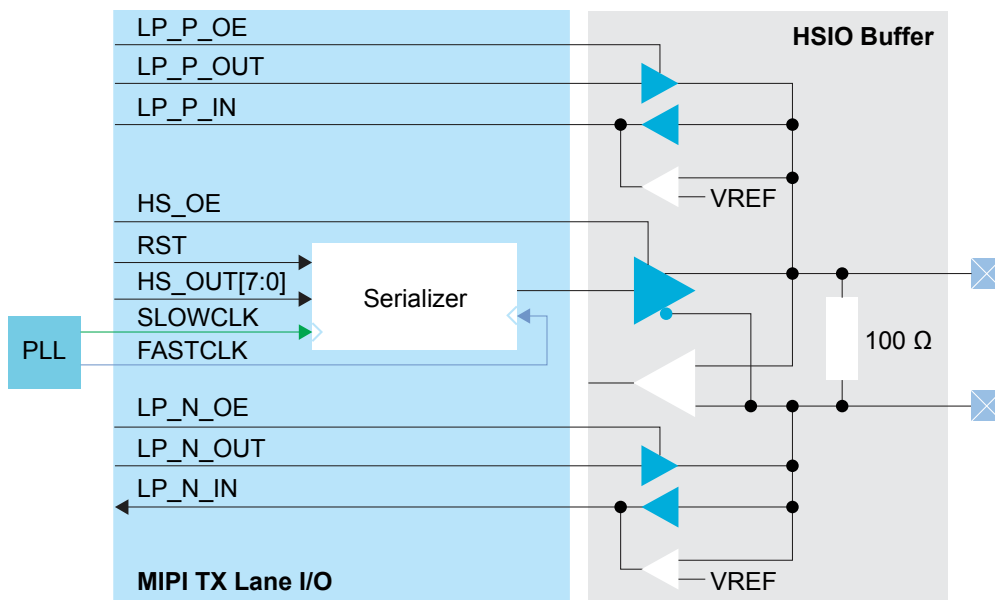 LP_P_OE
HSIO Buffer
LP_P_OUT
LP_P_IN
VREF
HS_OE
RST
HS_OUT[7:0]
Serializer
SLOWCLK
PLL
FASTCLK
100 Ω
LP_N_OE
LP_N_OUT
LP_N_IN
MIPI TX Lane I/O
VREF